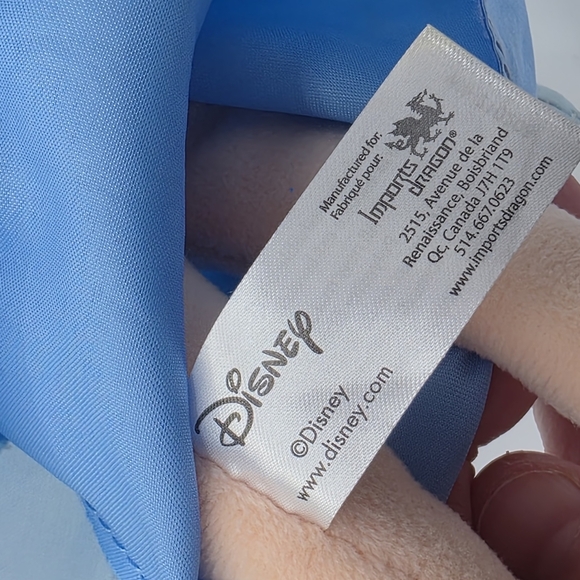 Manufactured for:
Fabriqué pour:
Imports
dragon®
2515, Avenue de la
Renaissance, Boisbriand
Qc, Canada J7H 1T9
514.667.0623
www.importsdragon.com
Disney
©Disney
www.disney.com